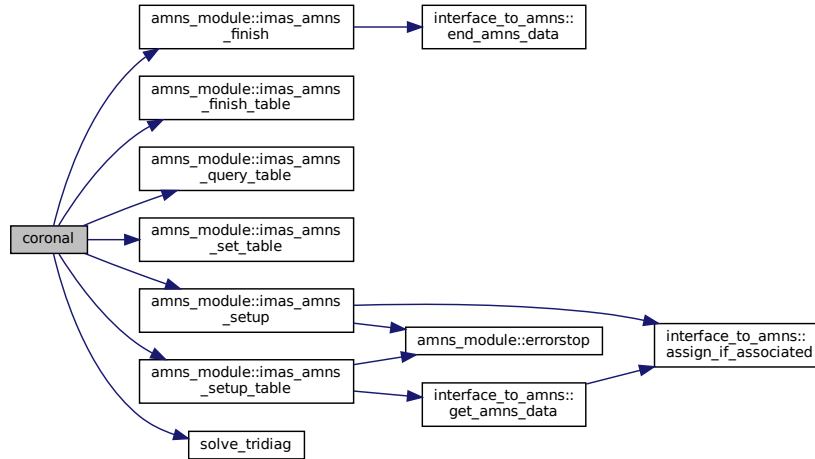 coronal
amns_module::imas_amns
_finish
interface_to_amns::
end_amns_data
amns_module::imas_amns
_finish_table
amns_module::imas_amns
_query_table
amns_module::imas_amns
_set_table
amns_module::imas_amns
_setup
amns_module::errorstop
interface_to_amns::
assign_if_associated
amns_module::imas_amns
_setup_table
interface_to_amns::
get_amns_data
solve_tridiag